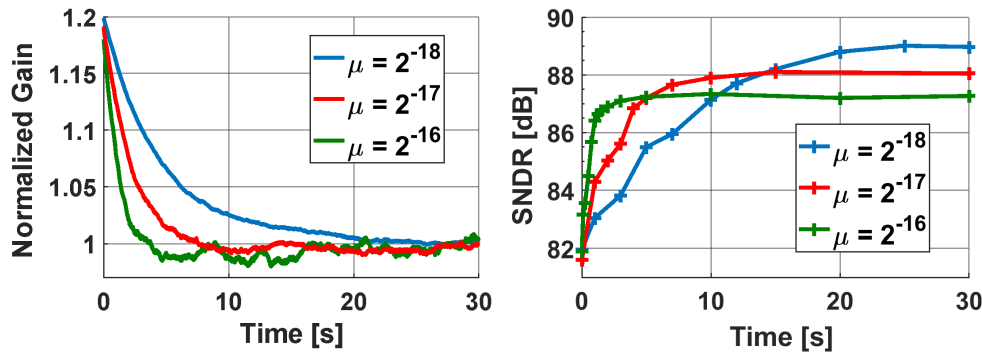 1.2
1.15
1.1
1.05
1
0
10
20
30
Normalized Gain
Time [s]
μ = 2^-18
μ = 2^-17
μ = 2^-16
90
88
86
84
82
0
10
20
30
SNDR [dB]
Time [s]
μ = 2^-18
μ = 2^-17
μ = 2^-16